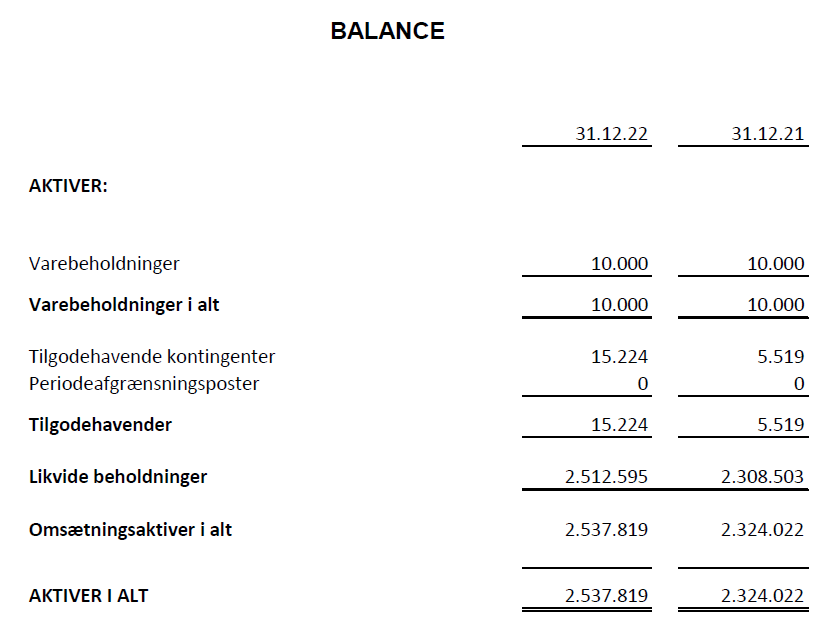 BALANCE
31.12.22 31.12.21
AKTIVER:
Varebeholdninger 10.000 10.000
Varebeholdninger i alt 10.000 10.000
Tilgodehavende kontingenter 15.224 5.519
Periodeafgrænsningsposter 0 0
Tilgodehavender 15.224 5.519
Likvide beholdninger 2.512.595 2.308.503
Omsætningsaktiver i alt 2.537.819 2.324.022
AKTIVER I ALT 2.537.819 2.324.022